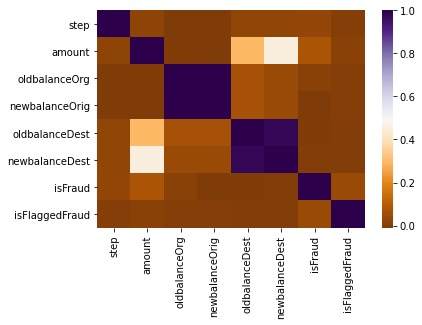 step
amount
oldbalanceOrg
newbalanceOrig
oldbalanceDest
newbalanceDest
isFraud
isFlaggedFraud
step
amount
oldbalanceOrg
newbalanceOrig
oldbalanceDest
newbalanceDest
isFraud
isFlaggedFraud
1.0
0.8
0.6
0.4
0.2
0.0